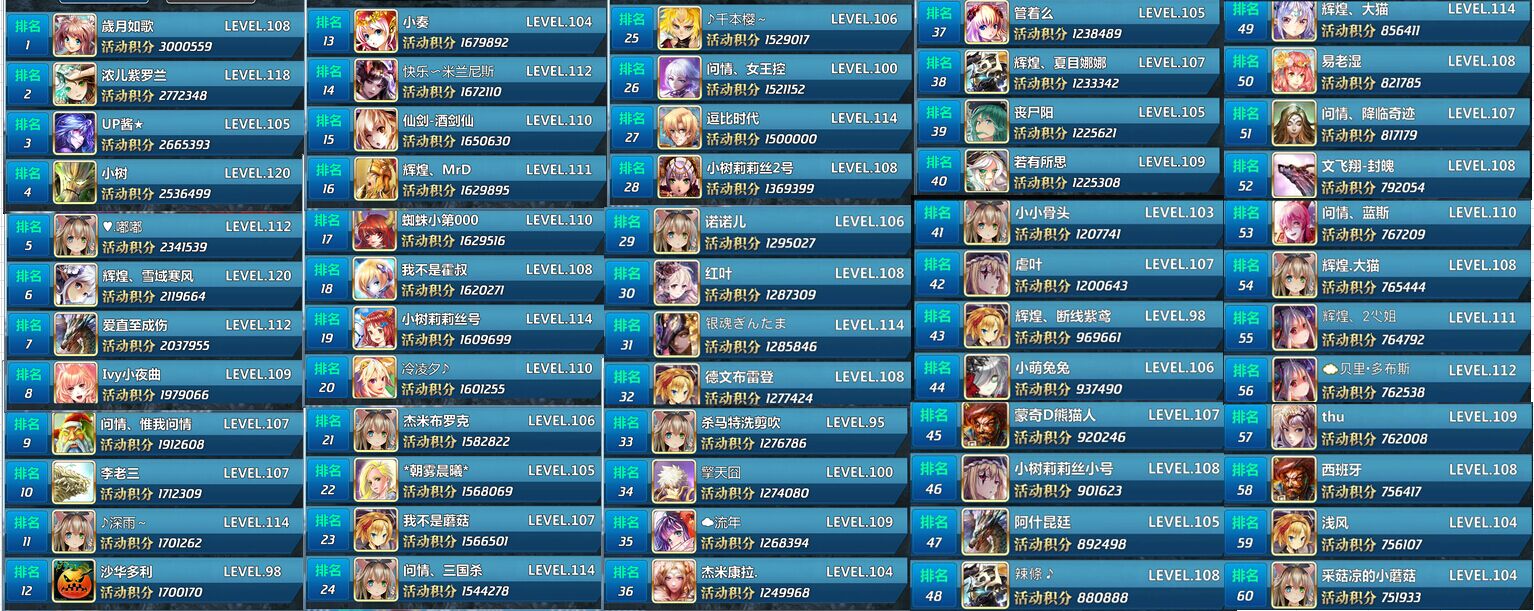 排名 歲月如歌 LEVEL.108
1 活动积分 3000559
排名 浓儿紫罗兰 LEVEL.118
2 活动积分 2772348
排名 UP酱★ LEVEL.105
3 活动积分 2665393
排名 小树 LEVEL.120
4 活动积分 2536499
排名 ♥.嘟嘟 LEVEL.112
5 活动积分 2341539
排名 辉煌、雪域寒风 LEVEL.120
6 活动积分 2119664
排名 爱直至成伤 LEVEL.112
7 活动积分 2037955
排名 Ivy小夜曲 LEVEL.109
8 活动积分 1979066
排名 问情、惟我问情 LEVEL.107
9 活动积分 1912608
排名 李老三 LEVEL.107
10 活动积分 1712309
排名 ♪深雨~ LEVEL.114
11 活动积分 1701262
排名 沙华多利 LEVEL.98
12 活动积分 1700170
排名 小奏 LEVEL.104
13 活动积分 1679892
排名 快乐～米兰尼斯 LEVEL.112
14 活动积分 1672110
排名 仙剑-酒剑仙 LEVEL.110
15 活动积分 1650630
排名 辉煌、MrD LEVEL.111
16 活动积分 1629895
排名 蜘蛛小第000 LEVEL.110
17 活动积分 1629516
排名 我不是霍叔 LEVEL.108
18 活动积分 1620271
排名 小树莉莉丝号 LEVEL.114
19 活动积分 1609699
排名 冷凌夕♪ LEVEL.110
20 活动积分 1601255
排名 杰米布罗克 LEVEL.106
21 活动积分 1582822
排名 *朝雾晨曦* LEVEL.105
22 活动积分 1568069
排名 我不是蘑菇 LEVEL.107
23 活动积分 1566501
排名 问情、三国杀 LEVEL.114
24 活动积分 1544278
排名 ♪千本樱~ LEVEL.106
25 活动积分 1529017
排名 问情、女王控 LEVEL.100
26 活动积分 1521152
排名 逗比时代 LEVEL.114
27 活动积分 1500000
排名 小树莉莉丝2号 LEVEL.108
28 活动积分 1369399
排名 诺诺儿 LEVEL.106
29 活动积分 1295027
排名 红叶 LEVEL.108
30 活动积分 1287309
排名 银魂ぎんたま LEVEL.114
31 活动积分 1285846
排名 德文布雷登 LEVEL.108
32 活动积分 1277424
排名 杀马特洗剪吹 LEVEL.95
33 活动积分 1276786
排名 擎天囧 LEVEL.100
34 活动积分 1274080
排名 ☁流年 LEVEL.109
35 活动积分 1268394
排名 杰米康拉. LEVEL.104
36 活动积分 1249968
排名 管着么 LEVEL.105
37 活动积分 1238489
排名 辉煌、夏目娜娜 LEVEL.107
38 活动积分 1233342
排名 丧尸阳 LEVEL.105
39 活动积分 1225621
排名 若有所思 LEVEL.109
40 活动积分 1225308
排名 小小骨头 LEVEL.103
41 活动积分 1207741
排名 虐叶 LEVEL.107
42 活动积分 1200643
排名 辉煌、断线紫鸢 LEVEL.98
43 活动积分 969661
排名 小萌兔兔 LEVEL.106
44 活动积分 937490
排名 蒙奇D熊猫人 LEVEL.107
45 活动积分 920246
排名 小树莉莉丝小号 LEVEL.108
46 活动积分 901623
排名 阿什昆廷 LEVEL.105
47 活动积分 892498
排名 辣條♪ LEVEL.108
48 活动积分 880888
排名 辉煌、大猫 LEVEL.114
49 活动积分 856411
排名 易老湿 LEVEL.108
50 活动积分 821785
排名 问情、降临奇迹 LEVEL.107
51 活动积分 817179
排名 文飞翔-封魄 LEVEL.108
52 活动积分 792054
排名 问情、蓝斯 LEVEL.110
53 活动积分 767209
排名 辉煌.大猫 LEVEL.108
54 活动积分 765444
排名 辉煌、2 姐 LEVEL.111
55 活动积分 764792
排名 ☁贝里·多布斯 LEVEL.112
56 活动积分 762538
排名 thu LEVEL.109
57 活动积分 762008
排名 西班牙 LEVEL.108
58 活动积分 756417
排名 浅风 LEVEL.104
59 活动积分 756107
排名 采菇凉的小蘑菇 LEVEL.104
60 活动积分 751933